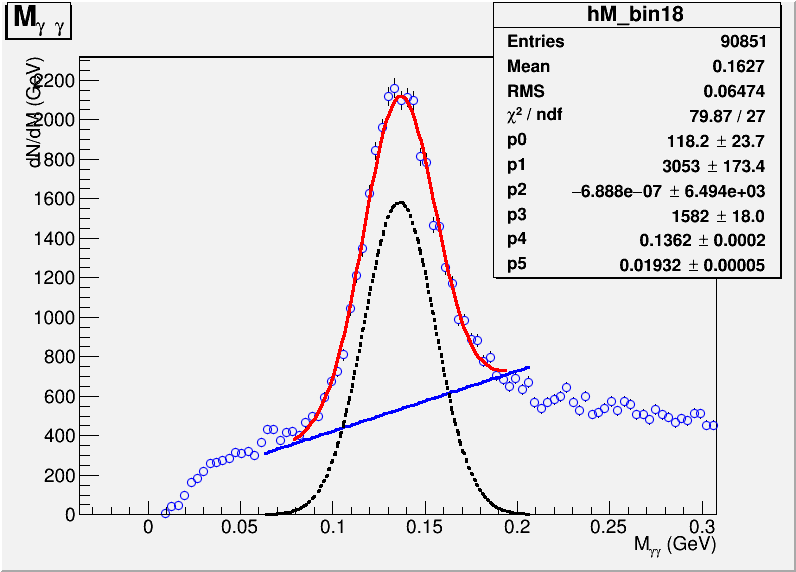 M γ γ
hM_bin18
Entries 90851
Mean 0.1627
RMS 0.06474
χ² / ndf 79.87 / 27
p0 118.2 ± 23.7
p1 3053 ± 173.4
p2 −6.888e−07 ± 6.494e+03
p3 1582 ± 18.0
p4 0.1362 ± 0.0002
p5 0.01932 ± 0.00005
dN/dM (GeV)
2200
2000
1800
1600
1400
1200
1000
800
600
400
200
0
0 0.05 0.1 0.15 0.2 0.25 0.3
M γγ (GeV)